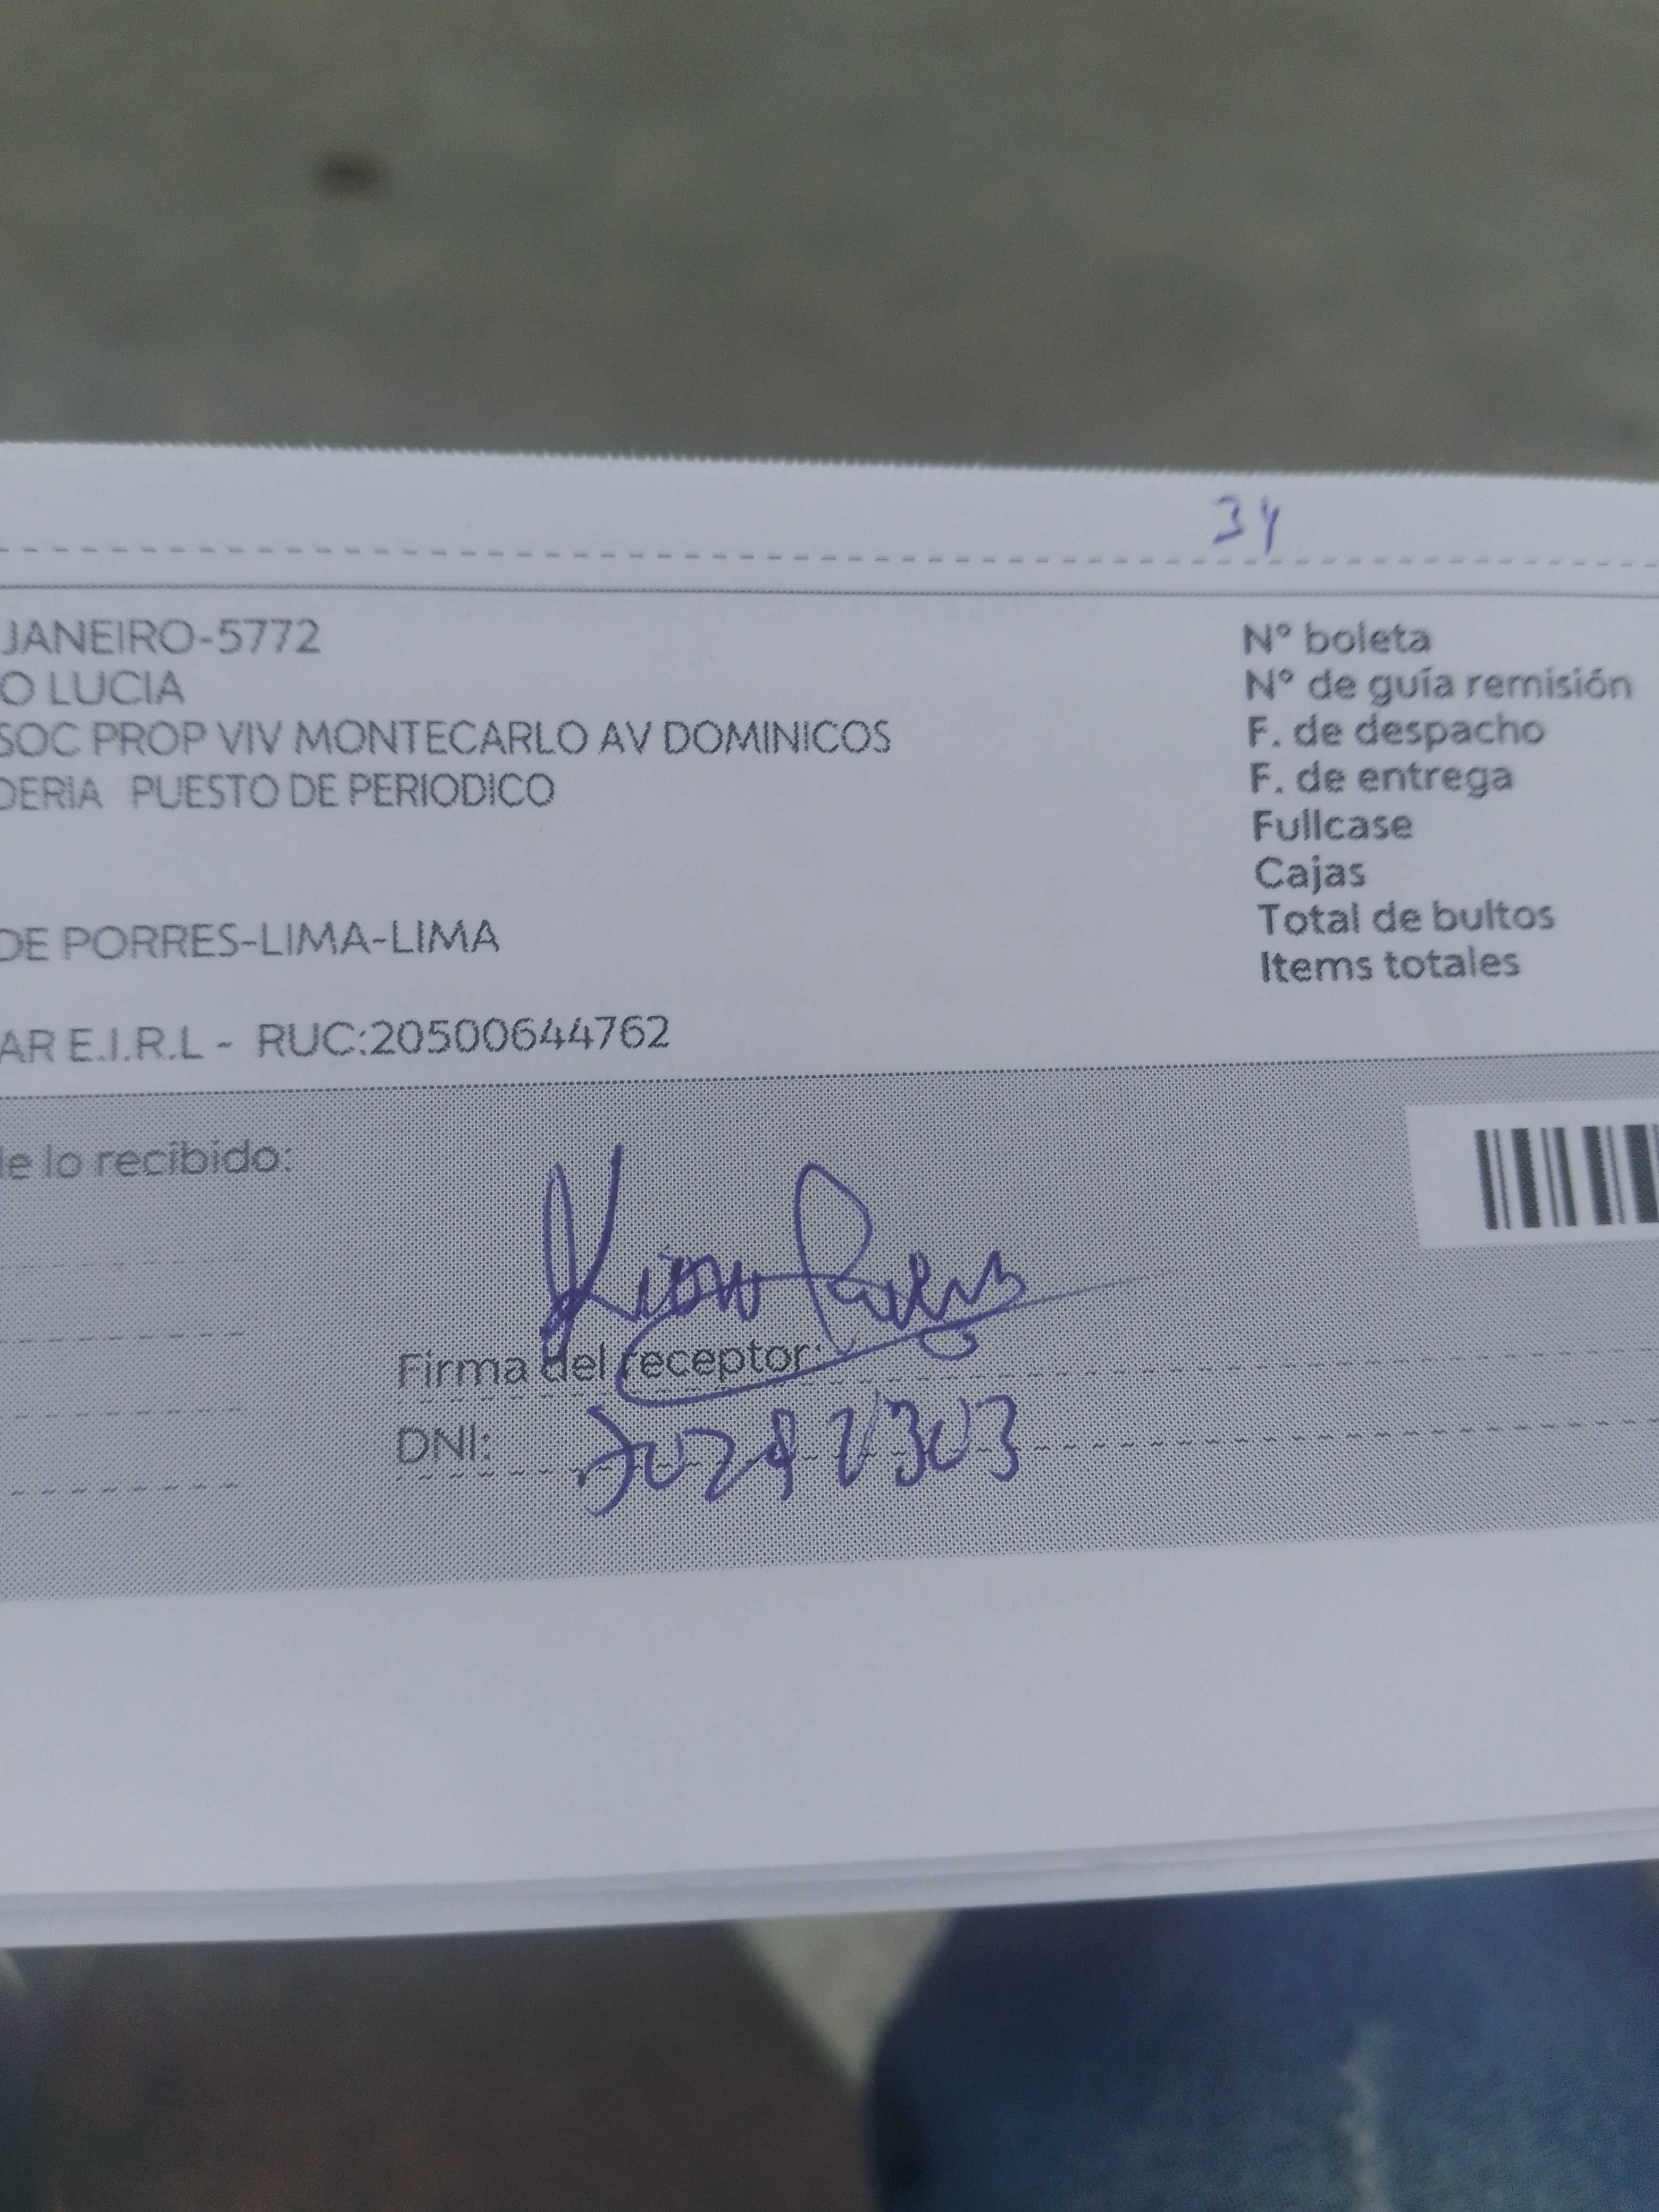 34
JANEIRO-5772
O LUCIA
SOC PROP VIV MONTECARLO AV DOMINICOS
DERIA PUESTO DE PERIODICO
DE PORRES-LIMA-LIMA
AR E.I.R.L - RUC:20500644762
Nº boleta
Nº de guía remisión
F. de despacho
F. de entrega
Fullcase
Cajas
Total de bultos
Items totales
le lo recibido:
Firma del receptor:
DNI: